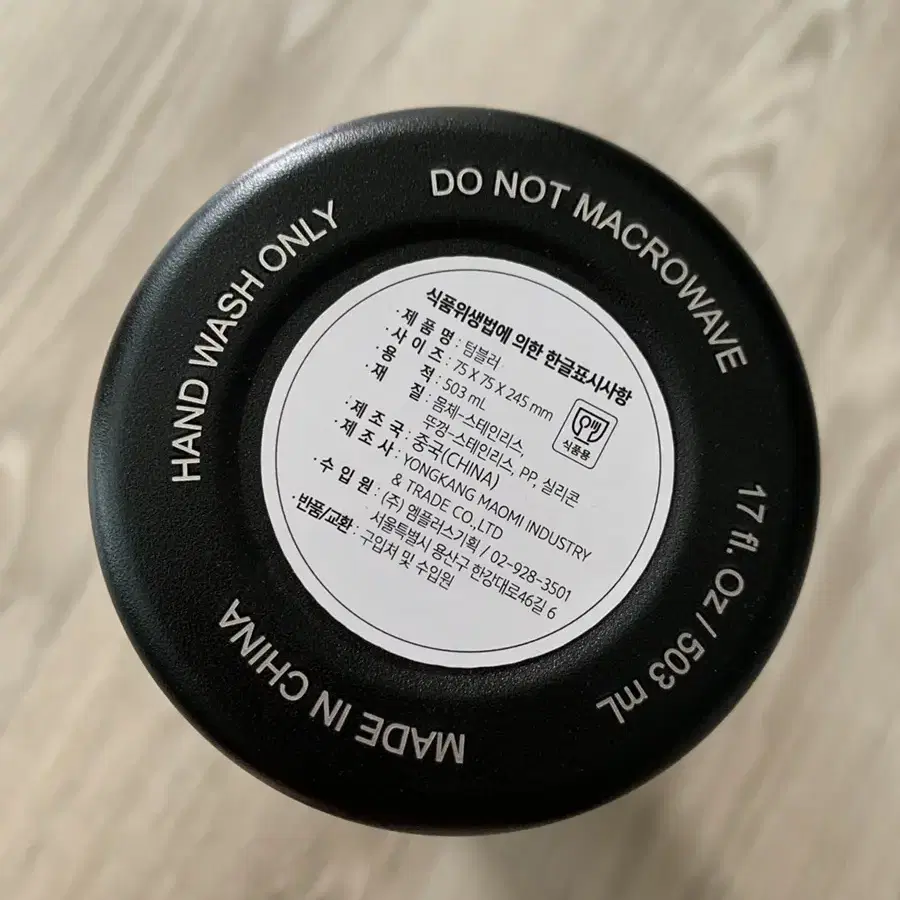 HAND WASH ONLY
DO NOT MACROWAVE
17 fl. Oz / 503 mL
MADE IN CHINA
식품위생법에 의한 한글표시사항
· 제품명 : 텀블러
· 사이즈 : 75 X 75 X 245 mm
· 용 적 : 503 mL
· 재 질 : 몸체-스테인리스,
뚜껑-스테인리스, PP, 실리콘
· 제조국 : 중국(CHINA)
· 제조사 : YONGKANG MAOMI INDUSTRY
& TRADE CO.,LTD
· 수입원 : (주) 엠플러스기획 / 02-928-3501
서울특별시 용산구 한강대로46길 6
· 반품/교환 : 구입처 및 수입원
식품용